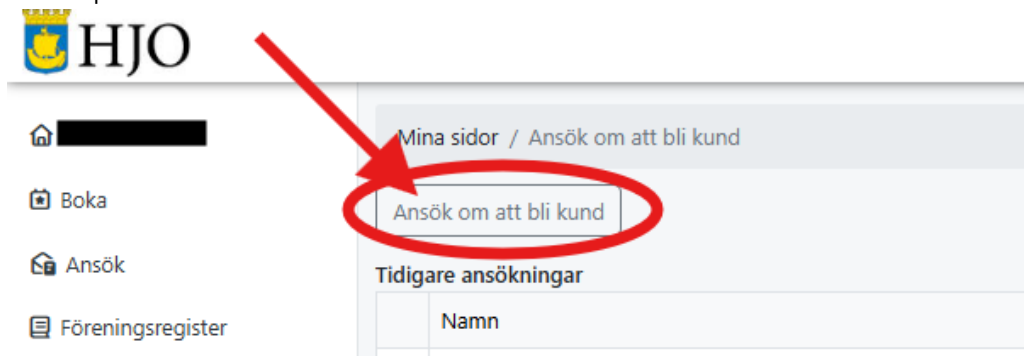 HJO
Mina sidor / Ansök om att bli kund
Boka
Ansök om att bli kund
Ansök
Tidigare ansökningar
Namn
Föreningsregister